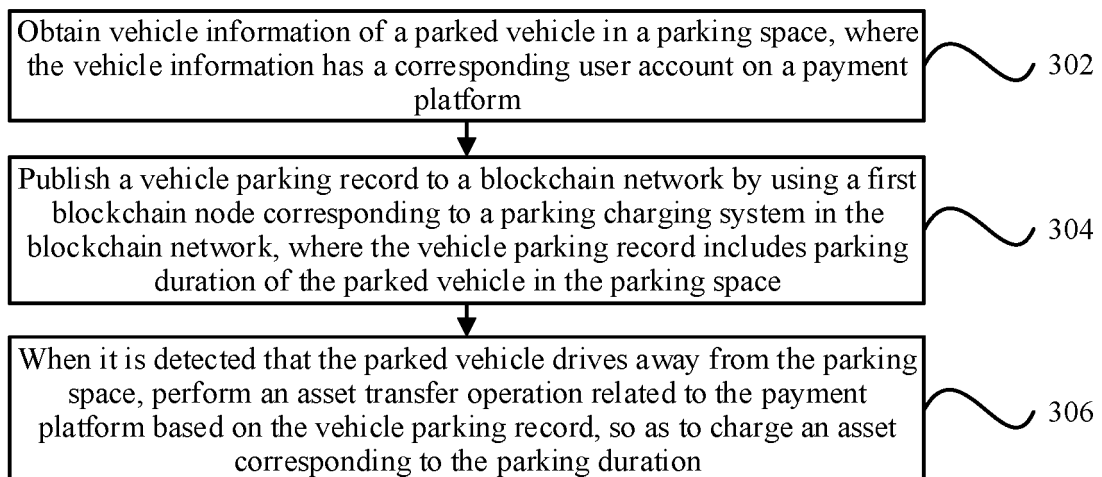 Obtain vehicle information of a parked vehicle in a parking space, where
the vehicle information has a corresponding user account on a payment
platform
302
Publish a vehicle parking record to a blockchain network by using a first
blockchain node corresponding to a parking charging system in the
blockchain network, where the vehicle parking record includes parking
duration of the parked vehicle in the parking space
304
When it is detected that the parked vehicle drives away from the parking
space, perform an asset transfer operation related to the payment
platform based on the vehicle parking record, so as to charge an asset
corresponding to the parking duration
306